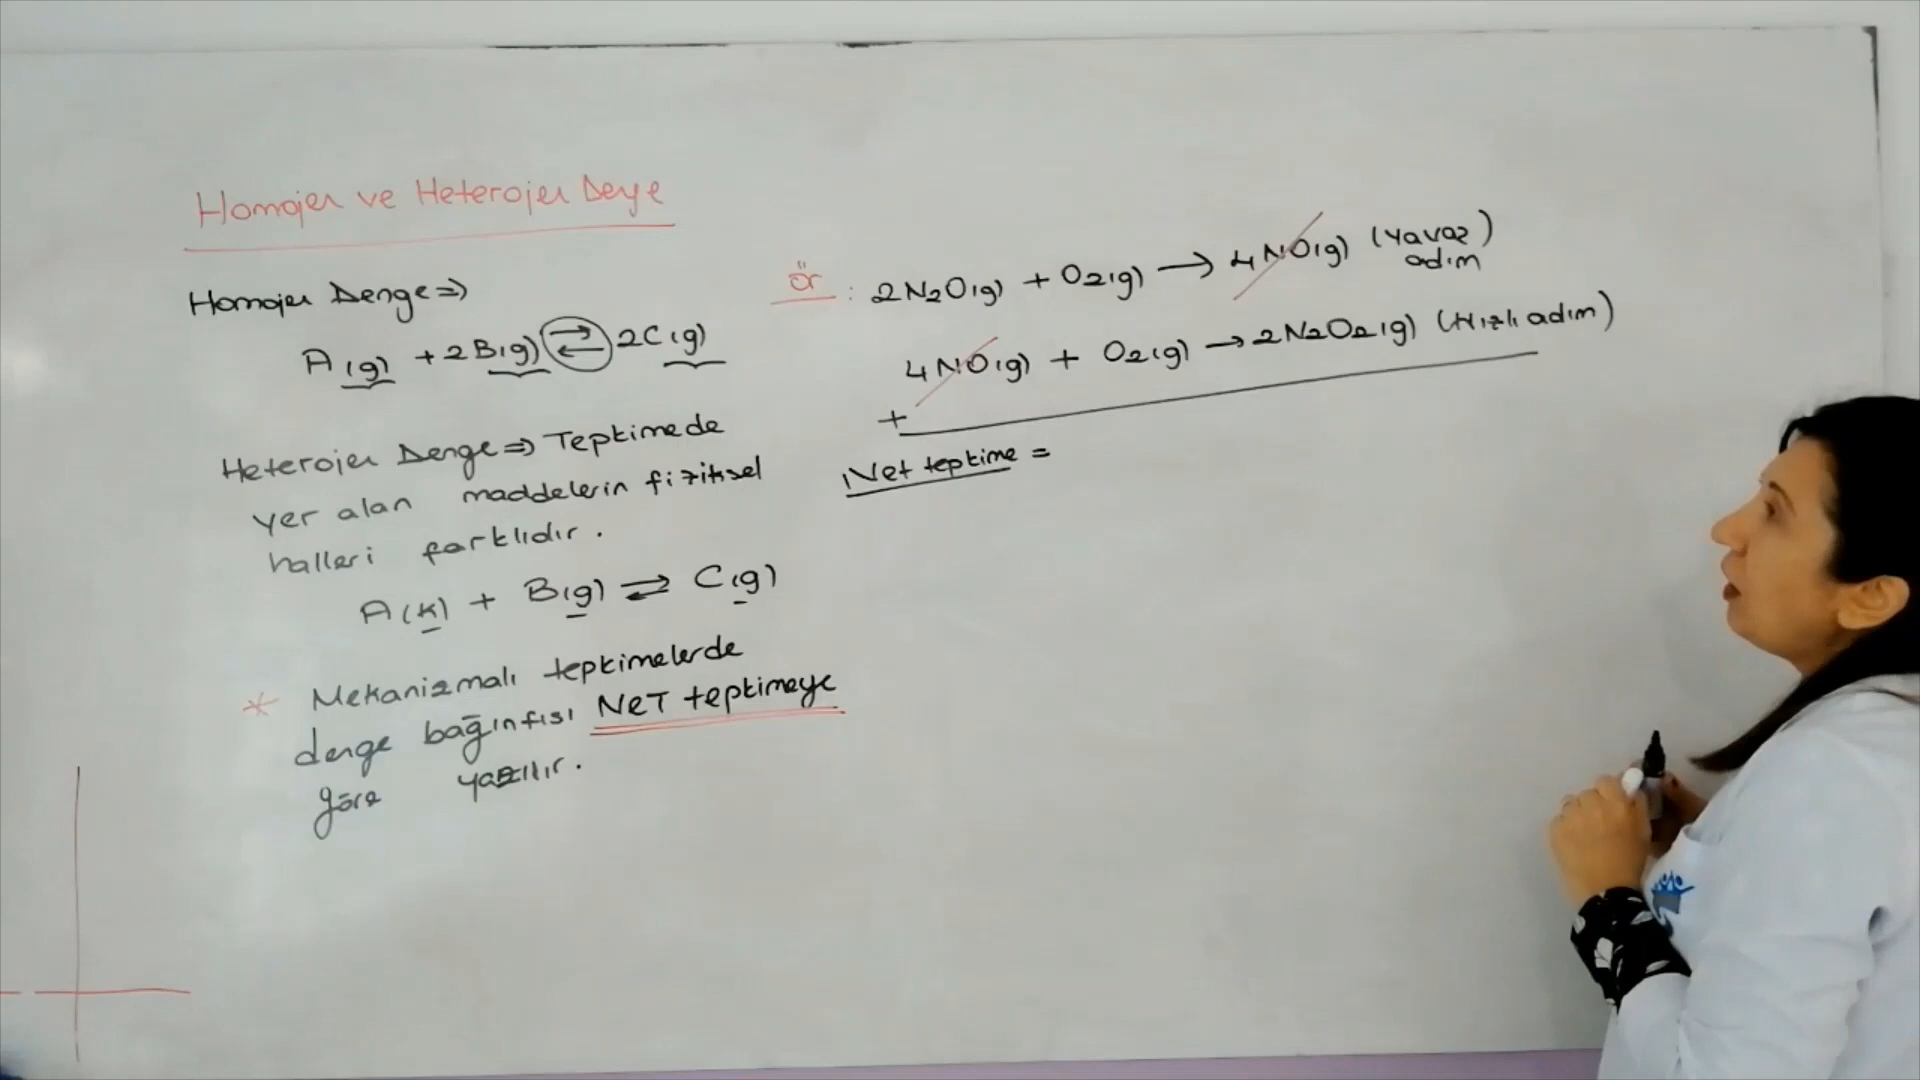 Homojen ve Heterojen Denge
Homojen Denge ⇒
A(g) + 2B(g) ⇌ 2C(g)
Heterojen Denge ⇒ Tepkimede
yer alan maddelerin fiziksel
halleri farklıdır.
A(k) + B(g) ⇌ C(g)
* Mekanizmalı tepkimelerde
denge bağıntısı NET tepkimeye
göre yazılır.
ör : 2N₂O(g) + O₂(g) → 4NO(g) (Yavaş
adım)
4NO(g) + O₂(g) → 2N₂O₂(g) (Hızlı adım)
+
Net tepkime =